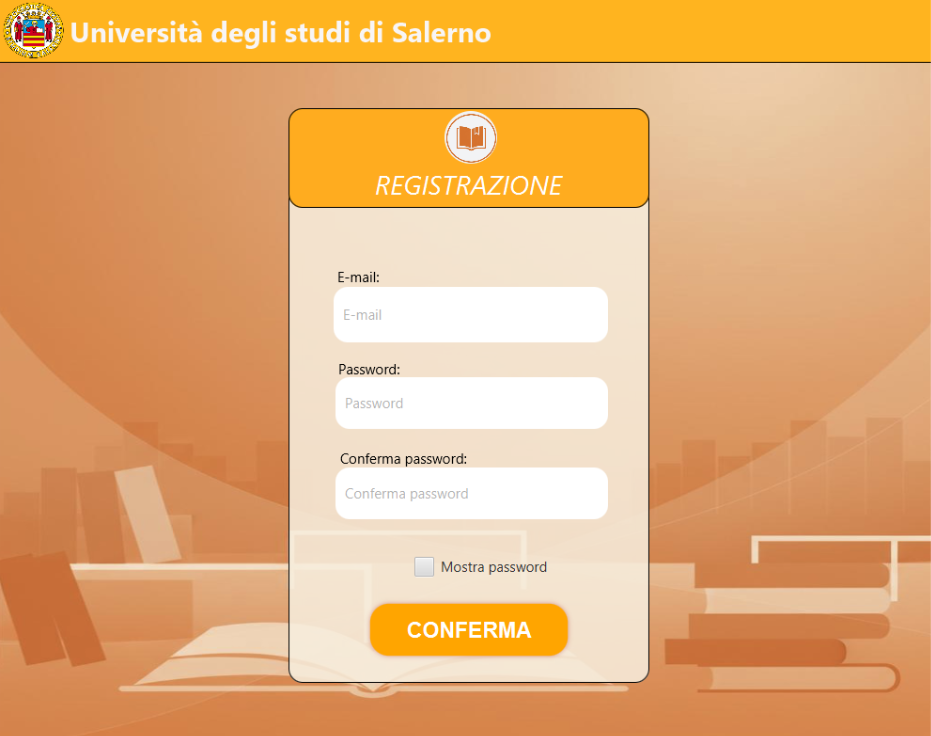 Università degli studi di Salerno
REGISTRAZIONE
E-mail:
E-mail
Password:
Password
Conferma password:
Conferma password
Mostra password
CONFERMA